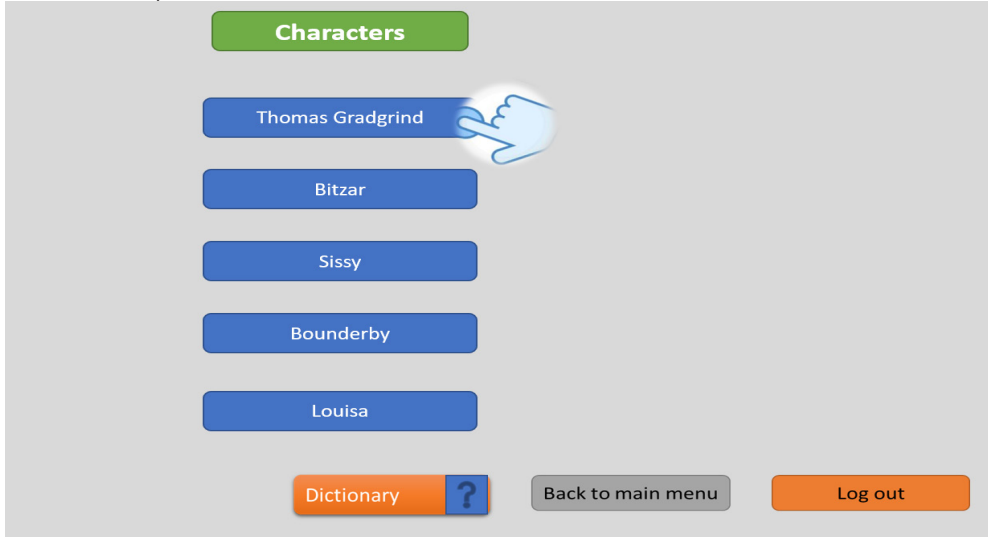 Characters
Thomas Gradgrind
Bitzar
Sissy
Bounderby
Louisa
Dictionary ?
Back to main menu
Log out